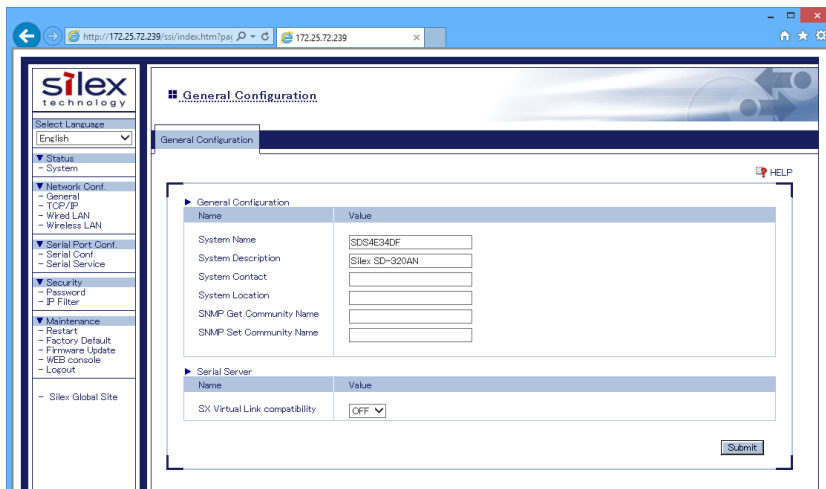 http://172.25.72.239/ssi/index.htm?pag
172.25.72.239
silex
technology
Select Language
English
▼ Status
- System
▼ Network Conf.
- General
- TCP/IP
- Wired LAN
- Wireless LAN
▼ Serial Port Conf.
- Serial Conf.
- Serial Service
▼ Security
- Password
- IP Filter
▼ Maintenance
- Restart
- Factory Default
- Firmware Update
- WEB console
- Logout
- Silex Global Site
General Configuration
General Configuration
HELP
General Configuration
Name Value
System Name SDS4E34DF
System Description Silex SD-320AN
System Contact
System Location
SNMP Get Community Name
SNMP Set Community Name
Serial Server
Name Value
SX Virtual Link compatibility OFF
Submit